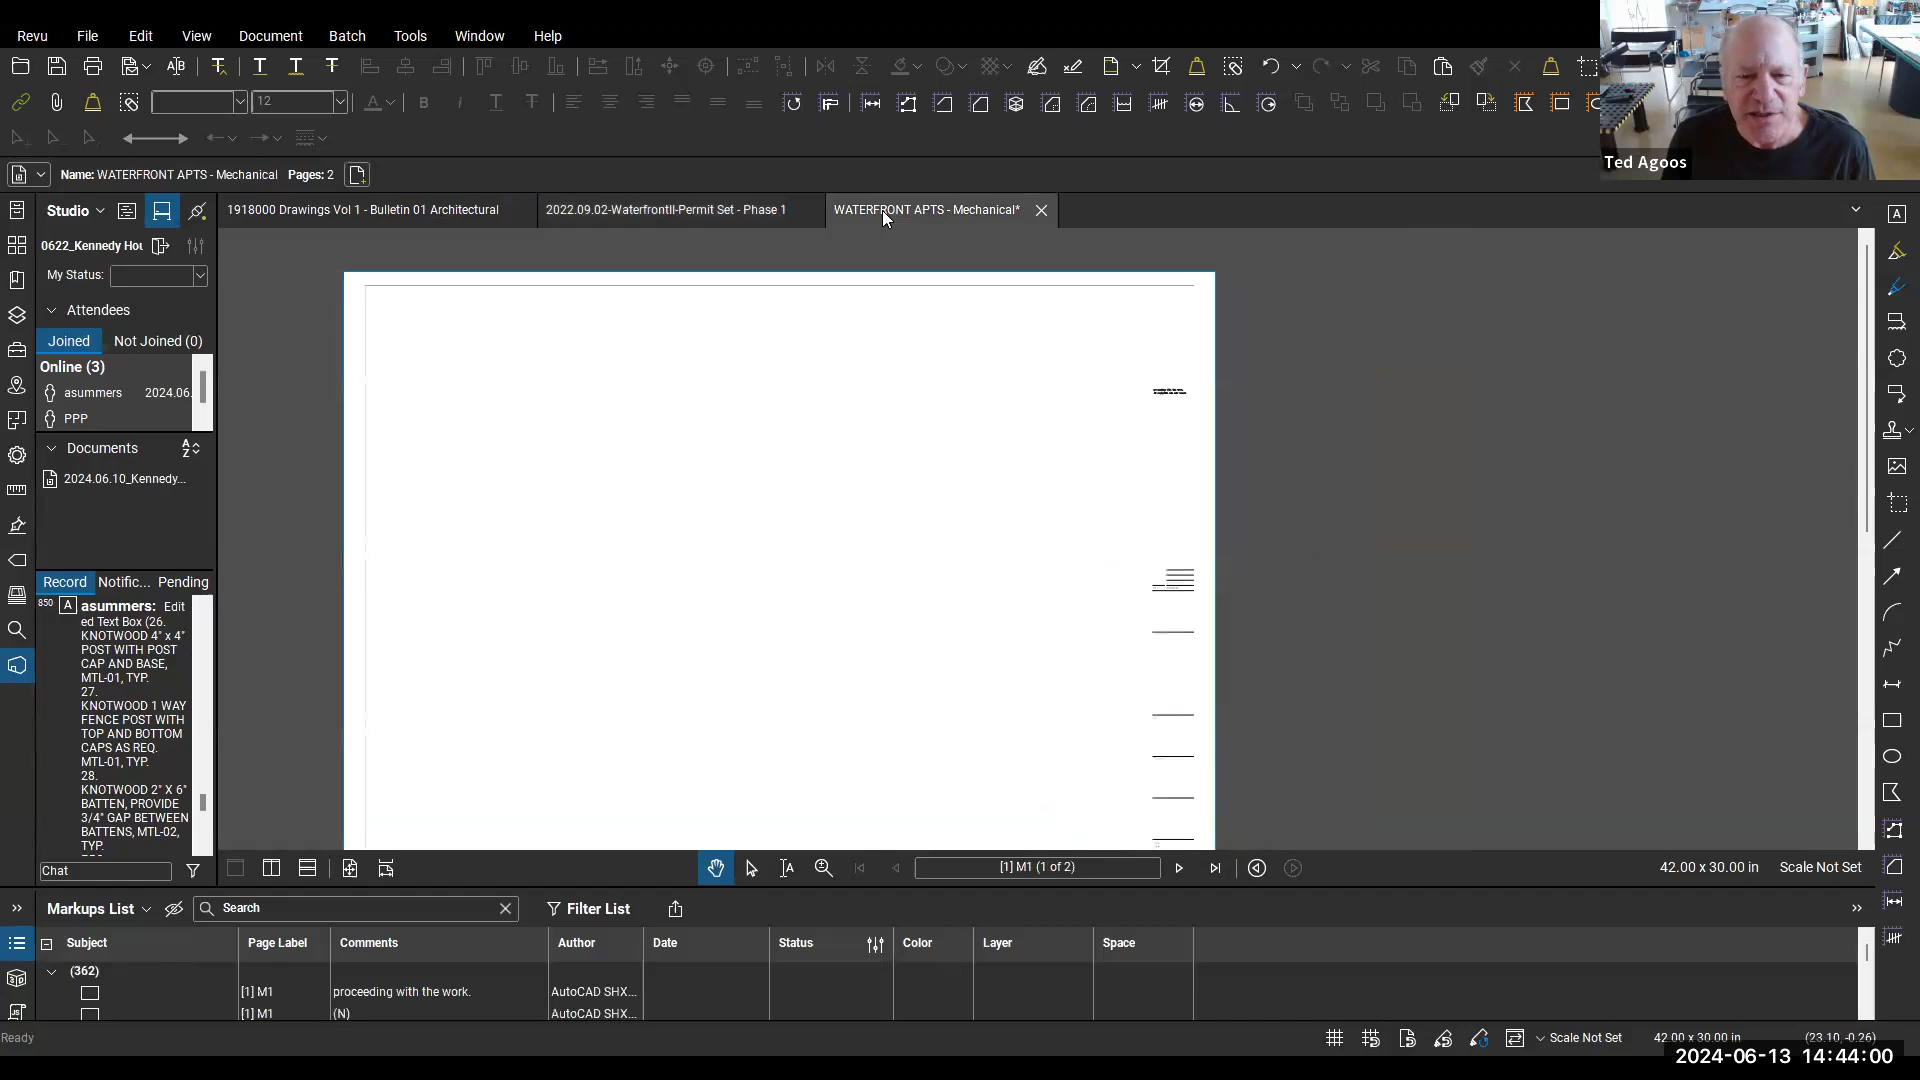 Revu File Edit View Document Batch Tools Window Help
12
Name: WATERFRONT APTS - Mechanical Pages: 2
Studio
1918000 Drawings Vol 1 - Bulletin 01 Architectural
2022.09.02-WaterfrontII-Permit Set - Phase 1
WATERFRONT APTS - Mechanical*
Ted Agoos
0622_Kennedy Hou
My Status:
Attendees
Joined Not Joined (0)
Online (3)
asummers 2024.06.
PPP
Documents
2024.06.10_Kennedy...
Record Notific... Pending
850 A asummers: Edit
ed Text Box (26.
KNOTWOOD 4" x 4"
POST WITH POST
CAP AND BASE,
MTL-01, TYP.
27.
KNOTWOOD 1 WAY
FENCE POST WITH
TOP AND BOTTOM
CAPS AS REQ.
MTL-01, TYP.
28.
KNOTWOOD 2" X 6"
BATTEN, PROVIDE
3/4" GAP BETWEEN
BATTENS, MTL-02,
TYP.
Chat
[1] M1 (1 of 2)
42.00 x 30.00 in Scale Not Set
Markups List Search Filter List
Subject Page Label Comments Author Date Status Color Layer Space
(362)
[1] M1 proceeding with the work. AutoCAD SHX...
[1] M1 (N) AutoCAD SHX...
Ready
Scale Not Set 42.00 x 30.00 in (23.10, -0.26)
2024-06-13 14:44:00